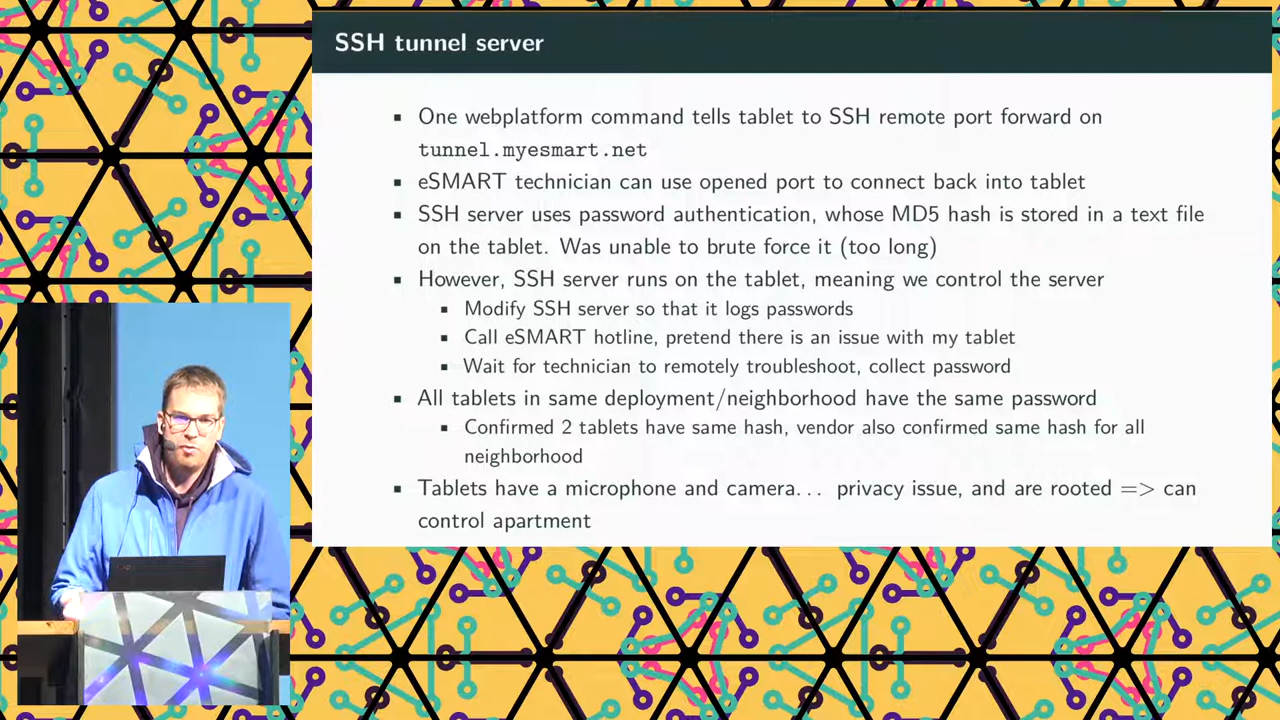 SSH tunnel server
▪ One webplatform command tells tablet to SSH remote port forward on
tunnel.myesmart.net
▪ eSMART technician can use opened port to connect back into tablet
▪ SSH server uses password authentication, whose MD5 hash is stored in a text file
on the tablet. Was unable to brute force it (too long)
▪ However, SSH server runs on the tablet, meaning we control the server
▪ Modify SSH server so that it logs passwords
▪ Call eSMART hotline, pretend there is an issue with my tablet
▪ Wait for technician to remotely troubleshoot, collect password
▪ All tablets in same deployment/neighborhood have the same password
▪ Confirmed 2 tablets have same hash, vendor also confirmed same hash for all
neighborhood
▪ Tablets have a microphone and camera... privacy issue, and are rooted => can
control apartment